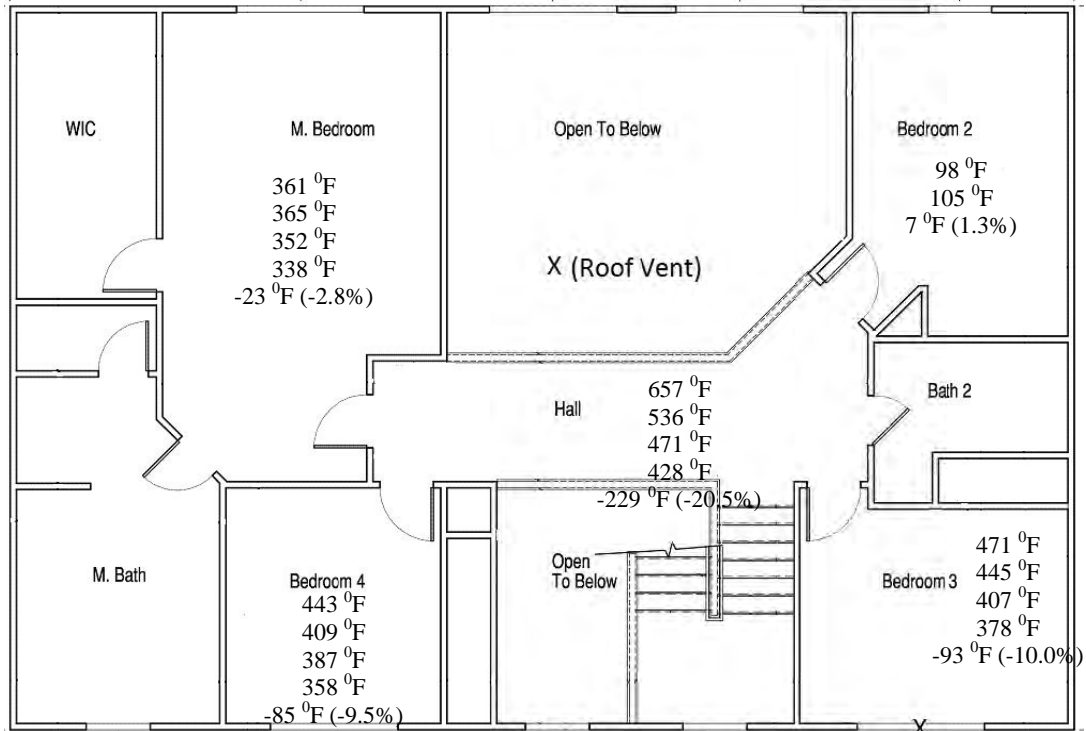 WIC
M. Bedroom
361 ⁰F
365 ⁰F
352 ⁰F
338 ⁰F
-23 ⁰F (-2.8%)
Open To Below
X (Roof Vent)
Bedroom 2
98 ⁰F
105 ⁰F
7 ⁰F (1.3%)
Hall
657 ⁰F
536 ⁰F
471 ⁰F
428 ⁰F
-229 ⁰F (-20.5%)
Bath 2
M. Bath
Bedroom 4
443 ⁰F
409 ⁰F
387 ⁰F
358 ⁰F
-85 ⁰F (-9.5%)
Open
To Below
Bedroom 3
471 ⁰F
445 ⁰F
407 ⁰F
378 ⁰F
-93 ⁰F (-10.0%)
X